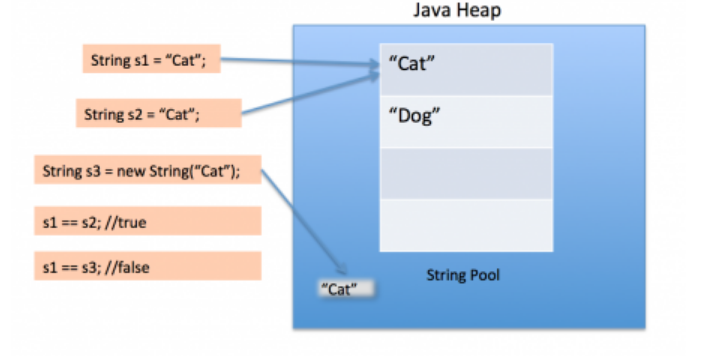 Java Heap
String s1 = “Cat”;
“Cat”
String s2 = “Cat”;
“Dog”
String s3 = new String(“Cat”);
s1 == s2; //true
s1 == s3; //false
“Cat”
String Pool